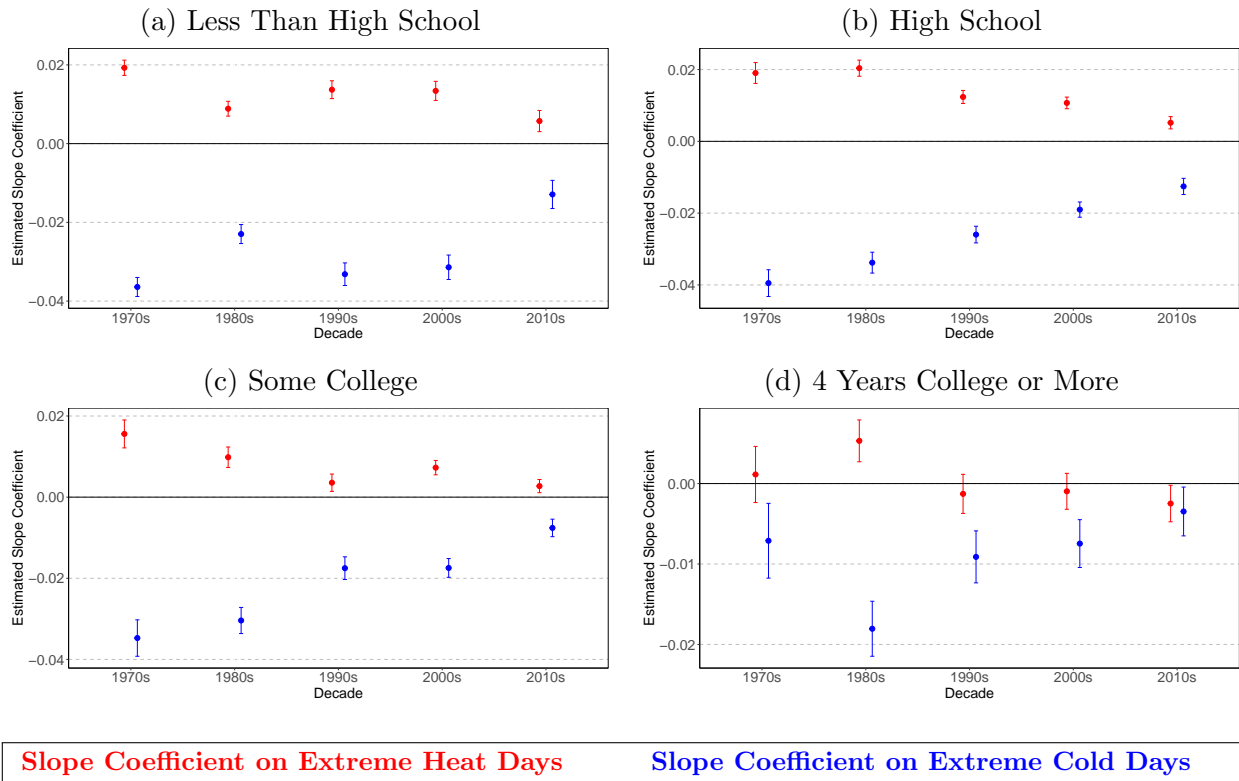 (a) Less Than High School
0.02
0.00
−0.02
−0.04
Estimated Slope Coefficient
1970s 1980s 1990s 2000s 2010s
Decade
(b) High School
0.02
0.00
−0.02
−0.04
Estimated Slope Coefficient
1970s 1980s 1990s 2000s 2010s
Decade
(c) Some College
0.02
0.00
−0.02
−0.04
Estimated Slope Coefficient
1970s 1980s 1990s 2000s 2010s
Decade
(d) 4 Years College or More
0.00
−0.01
−0.02
Estimated Slope Coefficient
1970s 1980s 1990s 2000s 2010s
Decade
Slope Coefficient on Extreme Heat Days
Slope Coefficient on Extreme Cold Days